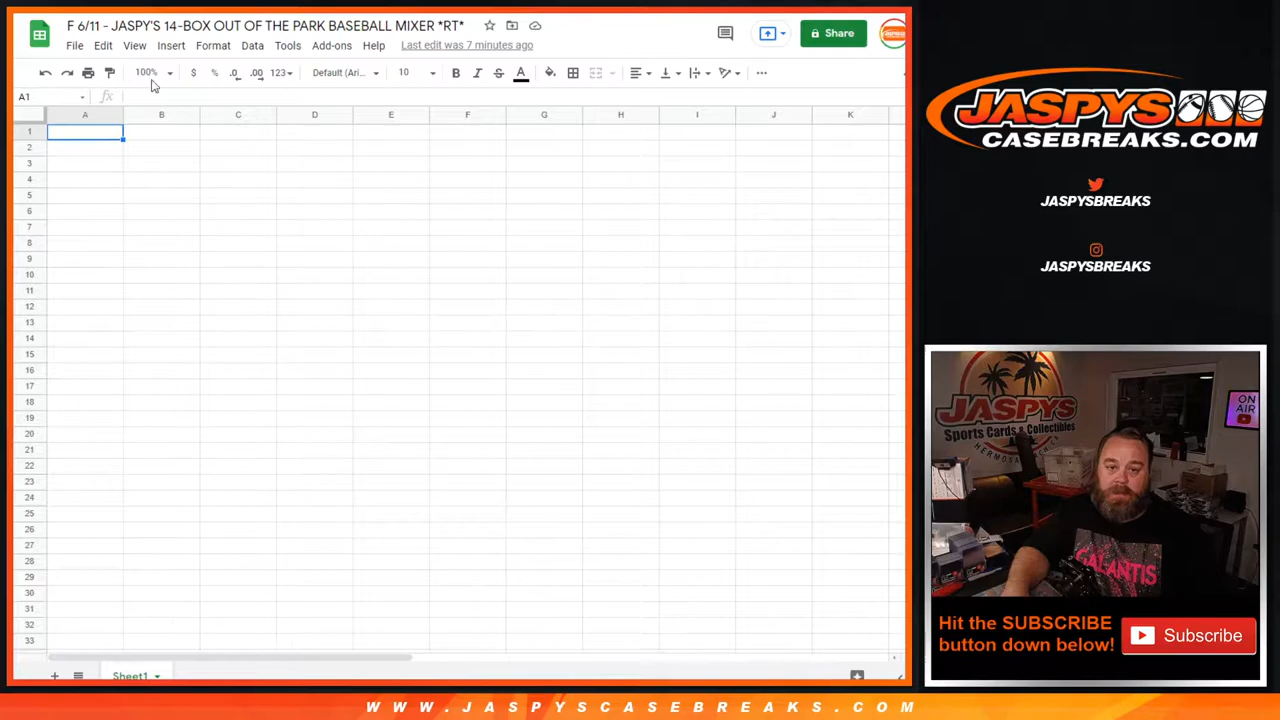 F 6/11 - JASPY'S 14-BOX OUT OF THE PARK BASEBALL MIXER *RT*
File Edit View Insert Format Data Tools Add-ons Help Last edit was 7 minutes ago
Share
100% $ % .0 .00 123 Default (Ari... 10 B I S A
A1 fx
A B C D E F G H I J K
1
2
3
4
5
6
7
8
9
10
11
12
13
14
15
16
17
18
19
20
21
22
23
24
25
26
27
28
29
30
31
32
33
Sheet1
JASPYS
CASEBREAKS.COM
JASPYSBREAKS
JASPYSBREAKS
JASPYS
Sports Cards & Collectibles
ON
AIR
GALANTIS
Hit the SUBSCRIBE
button down below!
Subscribe
WWW.JASPYSCASEBREAKS.COM